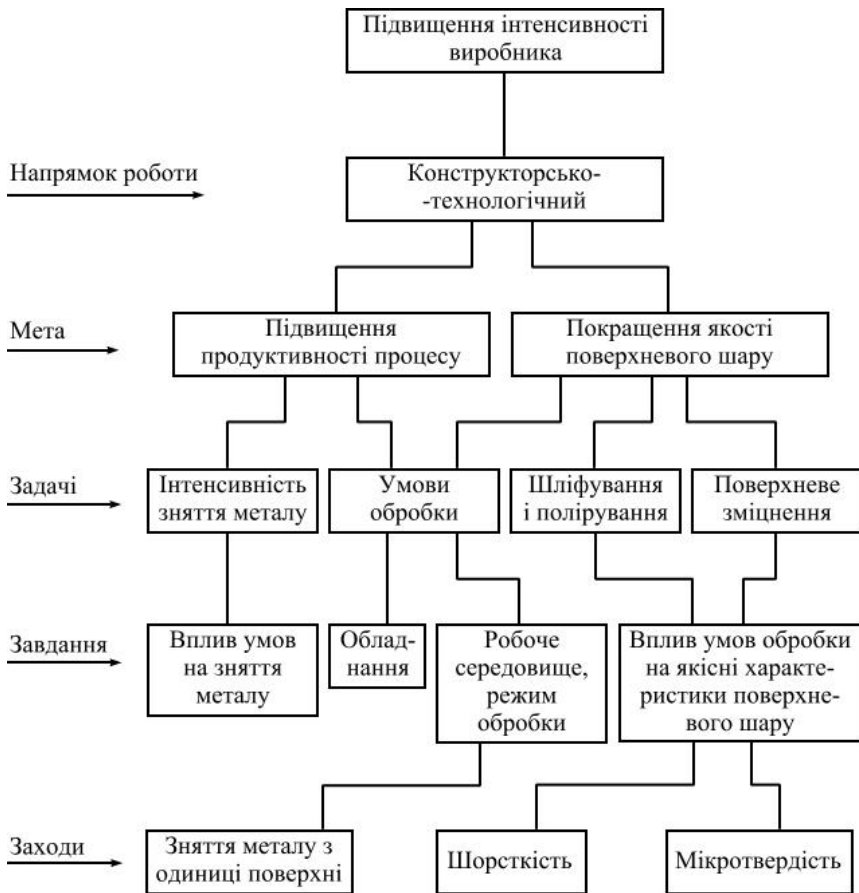 Підвищення інтенсивності
виробника
Напрямок роботи
Конструкторсько-
-технологічний
Мета
Підвищення
продуктивності процесу
Покращення якості
поверхневого шару
Задачі
Інтенсивність
зняття металу
Умови
обробки
Шліфування
і полірування
Поверхневе
зміцнення
Завдання
Вплив умов
на зняття
металу
Облад-
нання
Робоче
середовище,
режим
обробки
Вплив умов обробки
на якісні характе-
ристики поверхне-
вого шару
Заходи
Зняття металу з
одиниці поверхні
Шорсткість
Мікротвердість